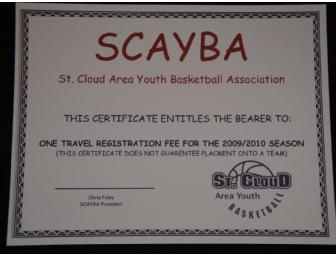 SCAYBA
St. Cloud Area Youth Basketball Association
THIS CERTIFICATE ENTITLES THE BEARER TO:
ONE TRAVEL REGISTRATION FEE FOR THE 2009/2010 SEASON
(THIS CERTIFICATE DOES NOT GUARENTEE PLACMENT ONTO A TEAM)
Chris Foley
SCAYBA President
ST. CLOUD
Area Youth
BASKETBALL